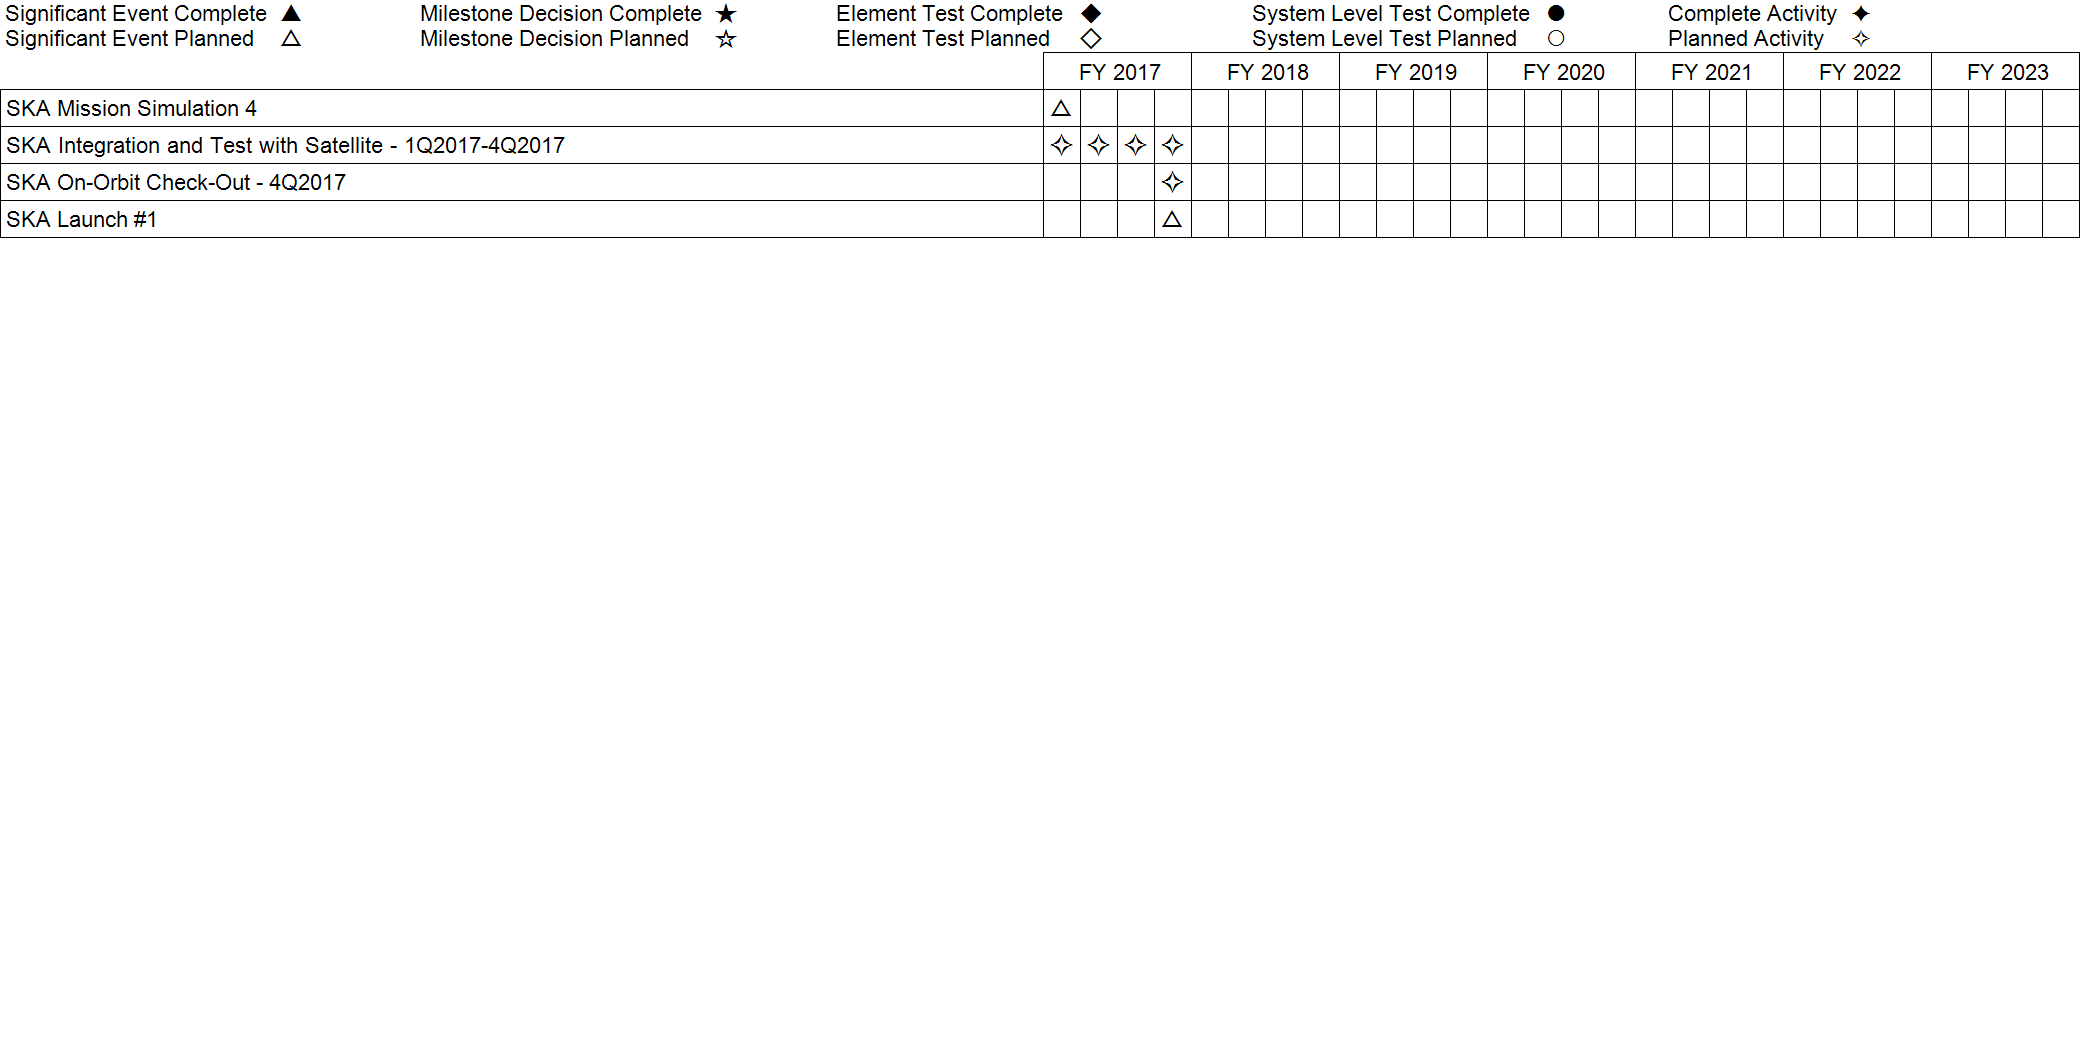 Significant Event Complete ▲ Milestone Decision Complete ★ Element Test Complete ◆ System Level Test Complete ● Complete Activity ✦
Significant Event Planned △ Milestone Decision Planned ☆ Element Test Planned ◇ System Level Test Planned ○ Planned Activity ✧
FY 2017 FY 2018 FY 2019 FY 2020 FY 2021 FY 2022 FY 2023
SKA Mission Simulation 4 △
SKA Integration and Test with Satellite - 1Q2017-4Q2017 ✧ ✧ ✧ ✧
SKA On-Orbit Check-Out - 4Q2017 ✧
SKA Launch #1 △